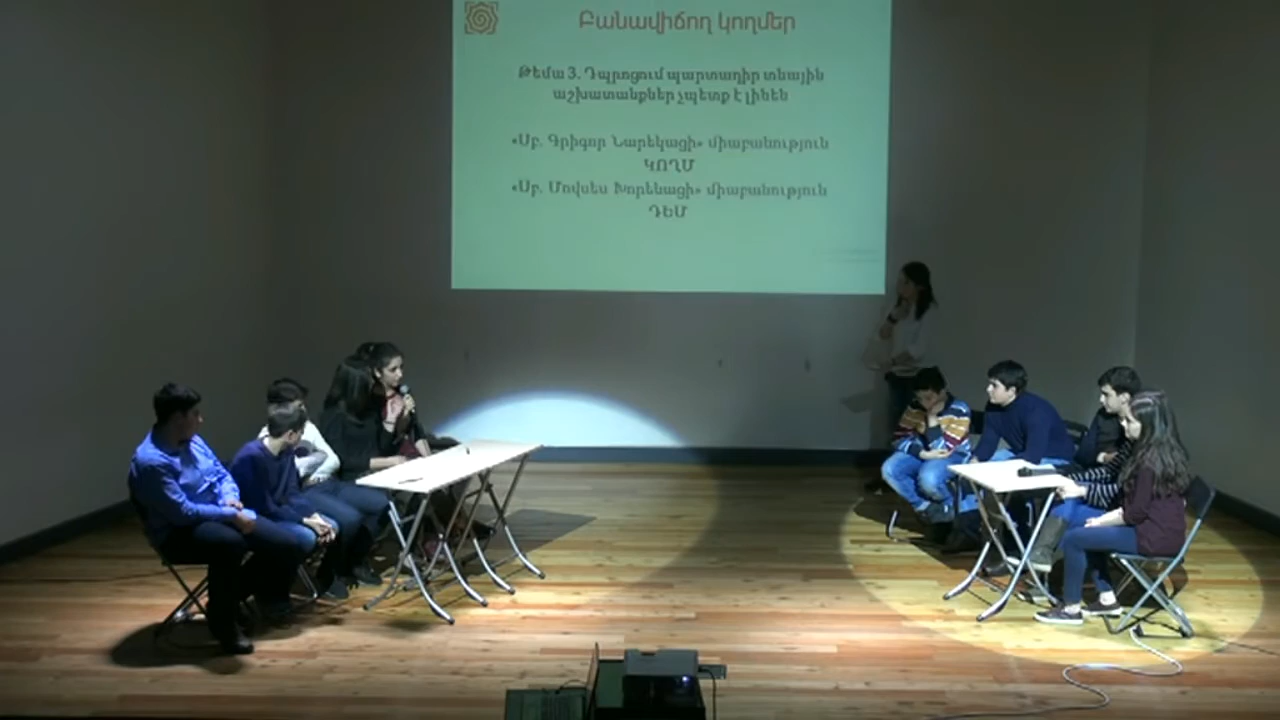 Բանավիճող կողմեր
Թեմա 3. Դպրոցում պարտադիր տնային
աշխատանքներ չպետք է լինեն
«Սբ. Գրիգոր Նարեկացի» միաբանություն
ԿՈՂՄ
«Սբ. Մովսես Խորենացի» միաբանություն
ԴԵՄ